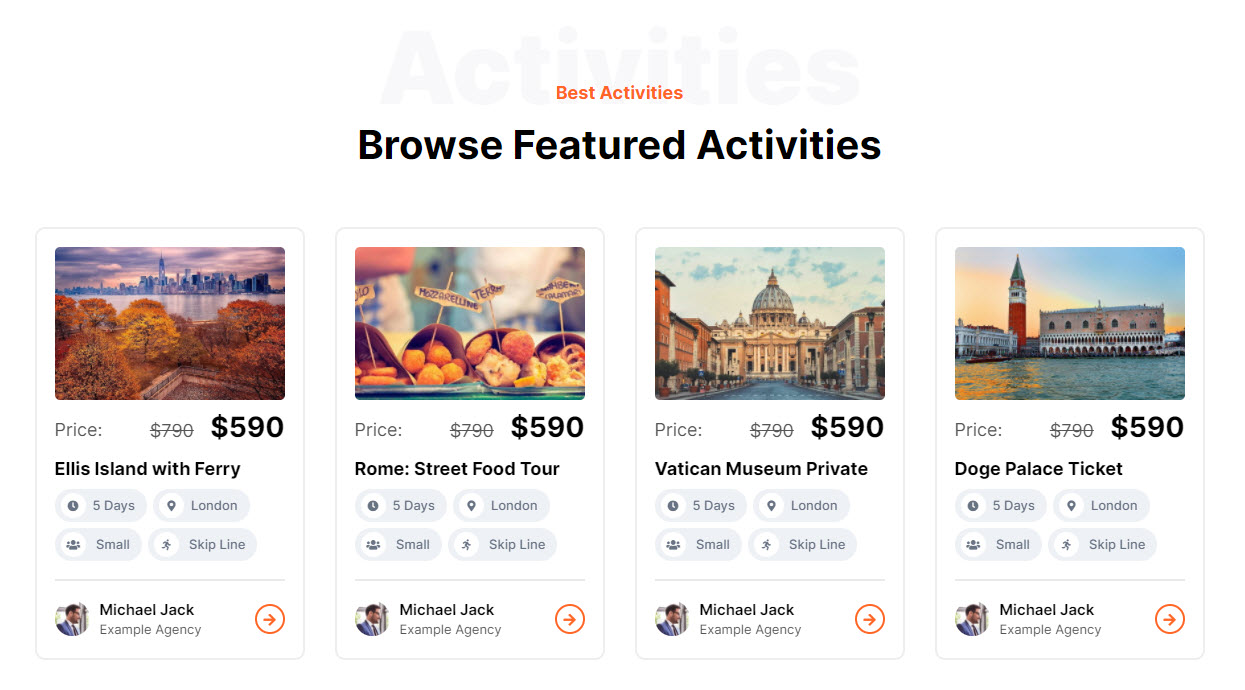 Activities
Best Activities
Browse Featured Activities
MOZZARELLINE
Price: $790 $590
Ellis Island with Ferry
5 Days London
Small Skip Line
Michael Jack
Example Agency
Price: $790 $590
Rome: Street Food Tour
5 Days London
Small Skip Line
Michael Jack
Example Agency
Price: $790 $590
Vatican Museum Private
5 Days London
Small Skip Line
Michael Jack
Example Agency
Price: $790 $590
Doge Palace Ticket
5 Days London
Small Skip Line
Michael Jack
Example Agency